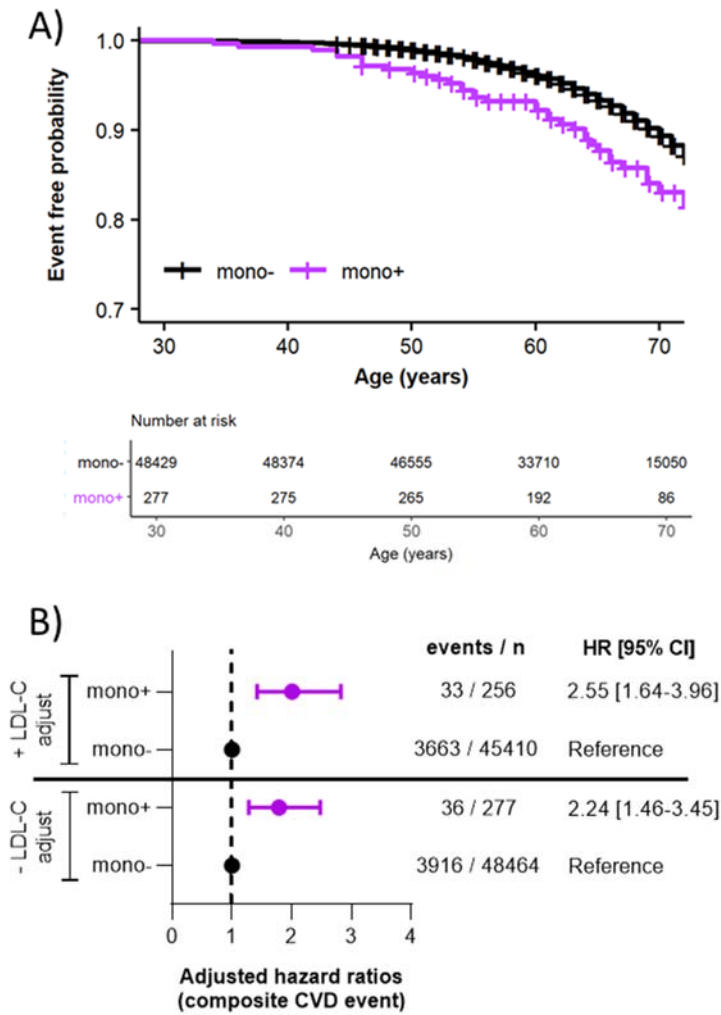 A)
Event free probability
1.0
0.9
0.8
0.7
mono- mono+
30 40 50 60 70
Age (years)
Number at risk
mono- 48429 48374 46555 33710 15050
mono+ 277 275 265 192 86
30 40 50 60 70
Age (years)
B)
events / n HR [95% CI]
+ LDL-C
adjust
mono+ 33 / 256 2.55 [1.64-3.96]
mono- 3663 / 45410 Reference
- LDL-C
adjust
mono+ 36 / 277 2.24 [1.46-3.45]
mono- 3916 / 48464 Reference
0 1 2 3 4
Adjusted hazard ratios
(composite CVD event)